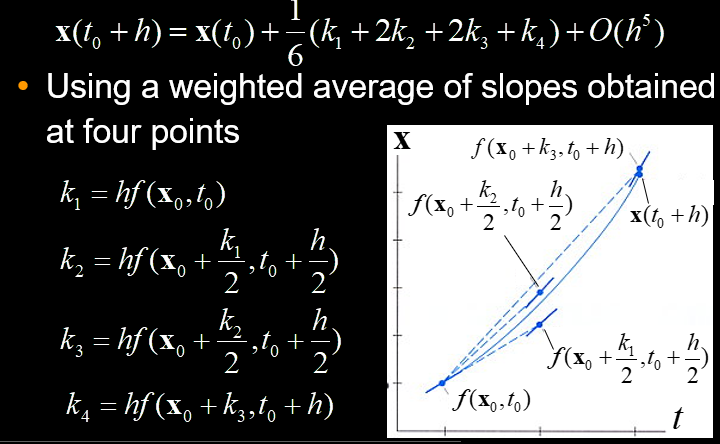 x(t₀ + h) = x(t₀) + 1/6 (k₁ + 2k₂ + 2k₃ + k₄) + O(h⁵)
• Using a weighted average of slopes obtained
at four points
k₁ = hf(x₀, t₀)
k₂ = hf(x₀ + k₁/2, t₀ + h/2)
k₃ = hf(x₀ + k₂/2, t₀ + h/2)
k₄ = hf(x₀ + k₃, t₀ + h)
x
f(x₀ + k₃, t₀ + h)
f(x₀ + k₂/2, t₀ + h/2)
x(t₀ + h)
f(x₀ + k₁/2, t₀ + h/2)
f(x₀, t₀)
t